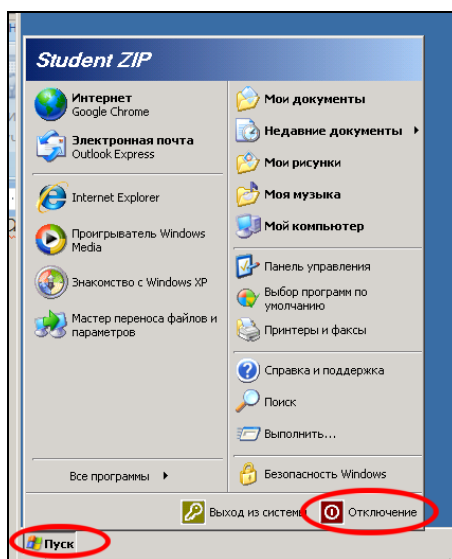 Student ZIP
Интернет
Google Chrome
Электронная почта
Outlook Express
Internet Explorer
Проигрыватель Windows
Media
Знакомство с Windows XP
Мастер переноса файлов и
параметров
Все программы
Мои документы
Недавние документы
Мои рисунки
Моя музыка
Мой компьютер
Панель управления
Выбор программ по
умолчанию
Принтеры и факсы
Справка и поддержка
Поиск
Выполнить...
Безопасность Windows
Выход из системы
Отключение
Пуск